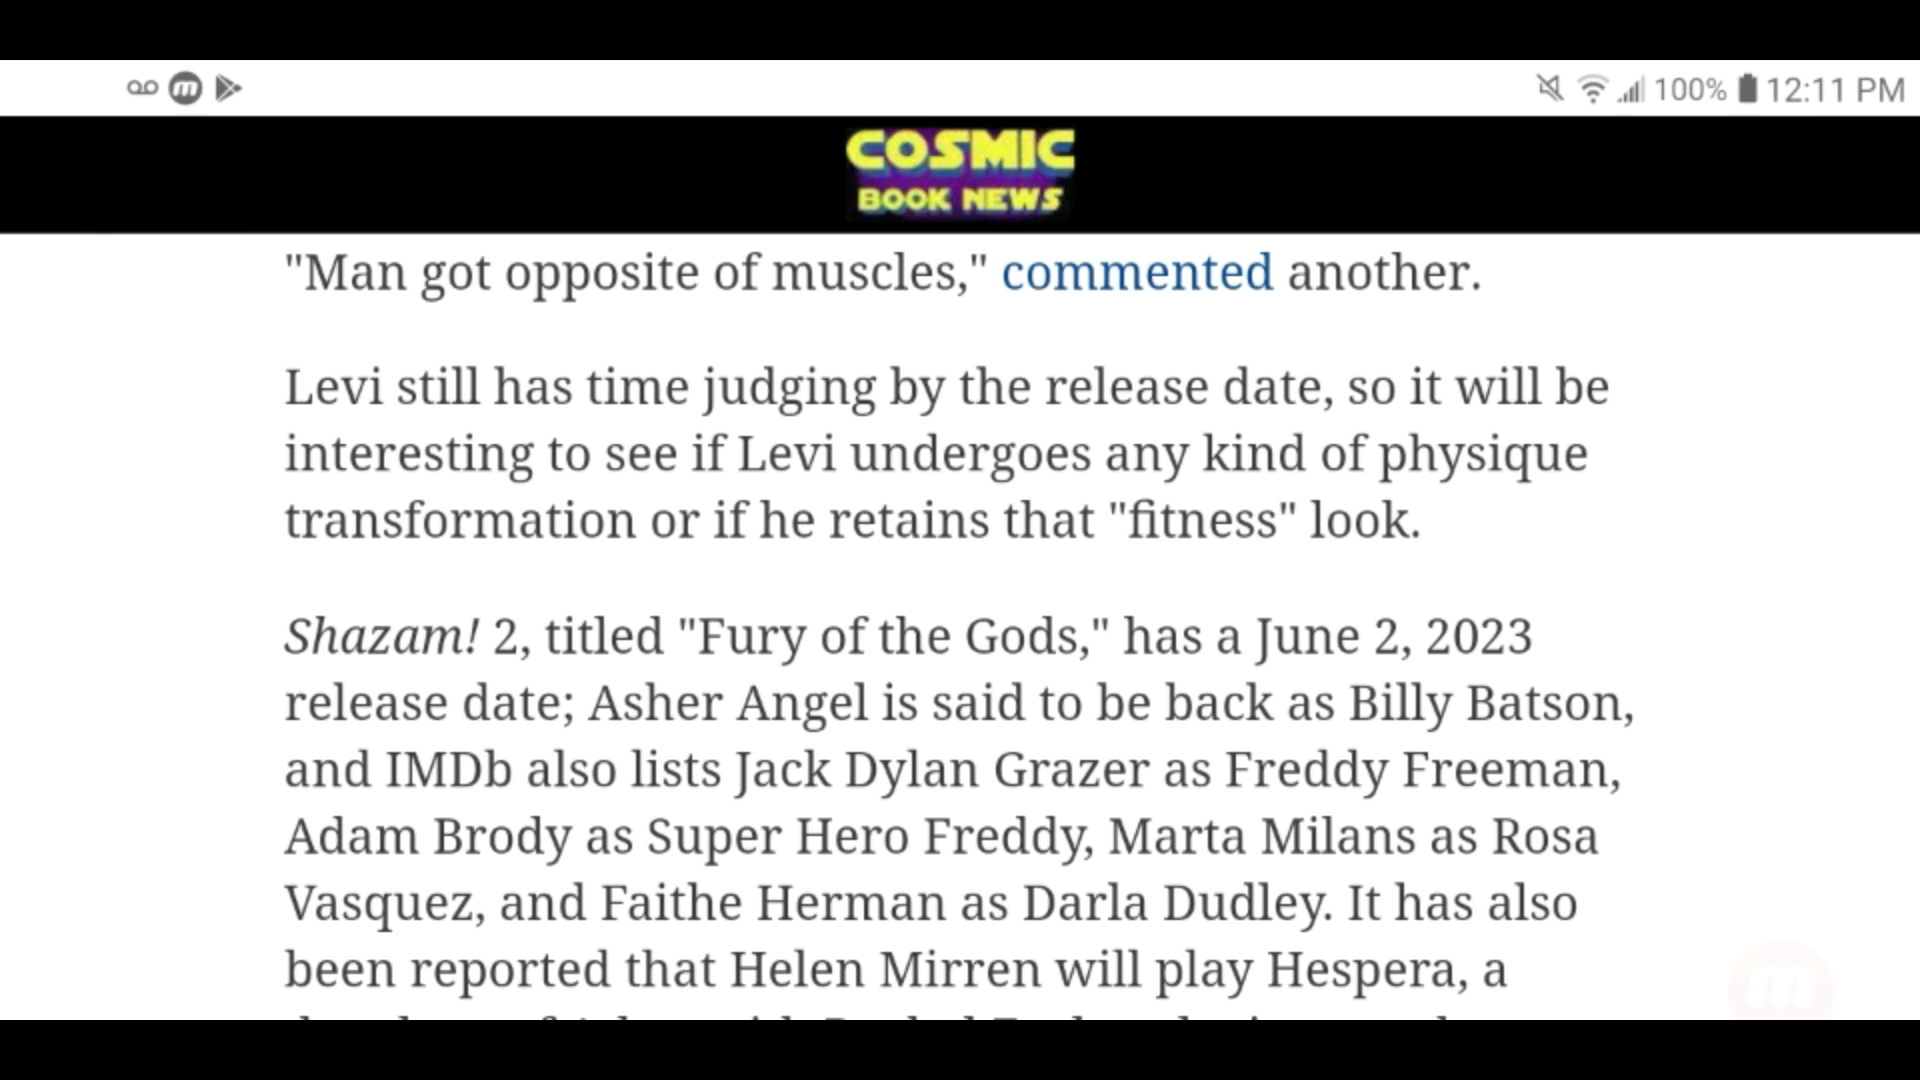 100% 12:11 PM
COSMIC
BOOK NEWS
"Man got opposite of muscles," commented another.
Levi still has time judging by the release date, so it will be
interesting to see if Levi undergoes any kind of physique
transformation or if he retains that "fitness" look.
Shazam! 2, titled "Fury of the Gods," has a June 2, 2023
release date; Asher Angel is said to be back as Billy Batson,
and IMDb also lists Jack Dylan Grazer as Freddy Freeman,
Adam Brody as Super Hero Freddy, Marta Milans as Rosa
Vasquez, and Faithe Herman as Darla Dudley. It has also
been reported that Helen Mirren will play Hespera, a